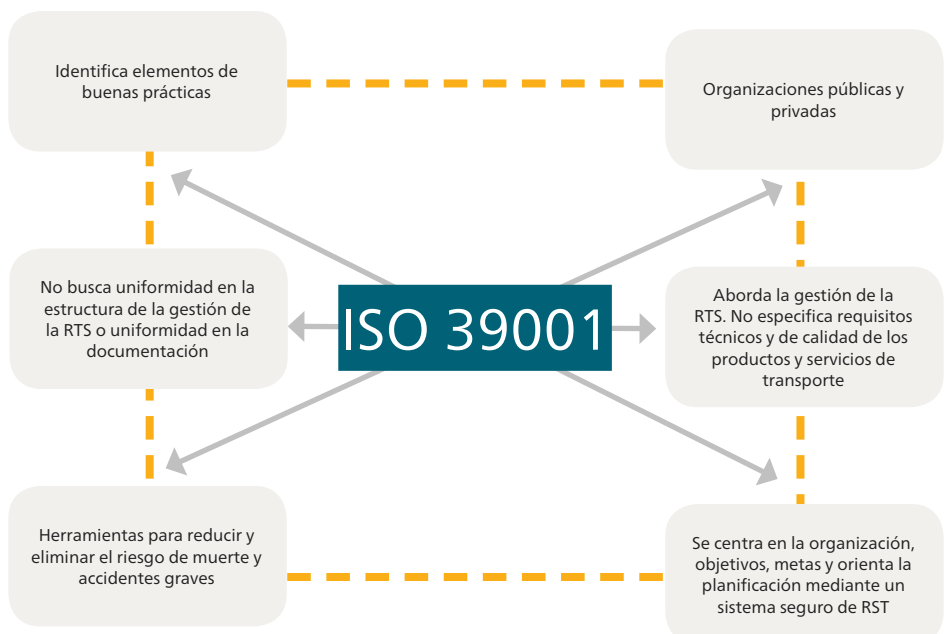 Identifica elementos de
buenas prácticas
Organizaciones públicas y
privadas
No busca uniformidad en la
estructura de la gestión de
la RTS o uniformidad en la
documentación
ISO 39001
Aborda la gestión de la
RTS. No especifica requisitos
técnicos y de calidad de los
productos y servicios de
transporte
Herramientas para reducir y
eliminar el riesgo de muerte y
accidentes graves
Se centra en la organización,
objetivos, metas y orienta la
planificación mediante un
sistema seguro de RST